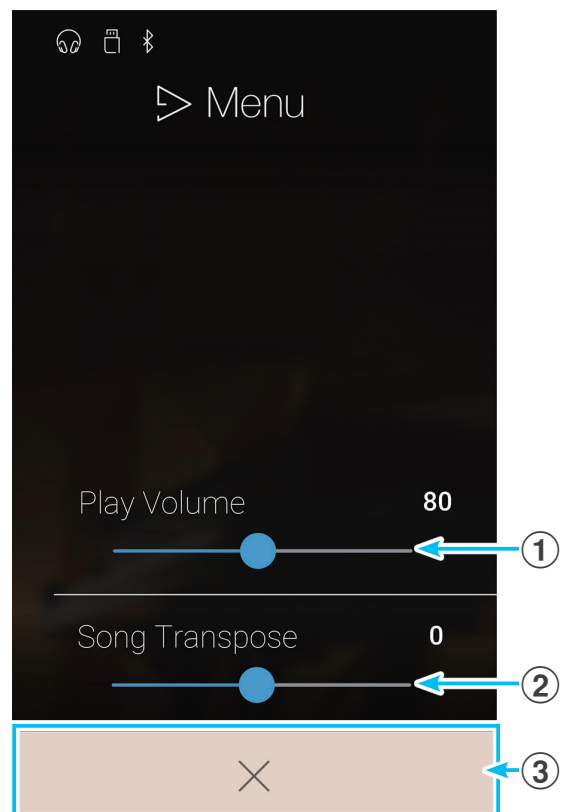 Menu
Play Volume 80
①
Song Transpose 0
②
③